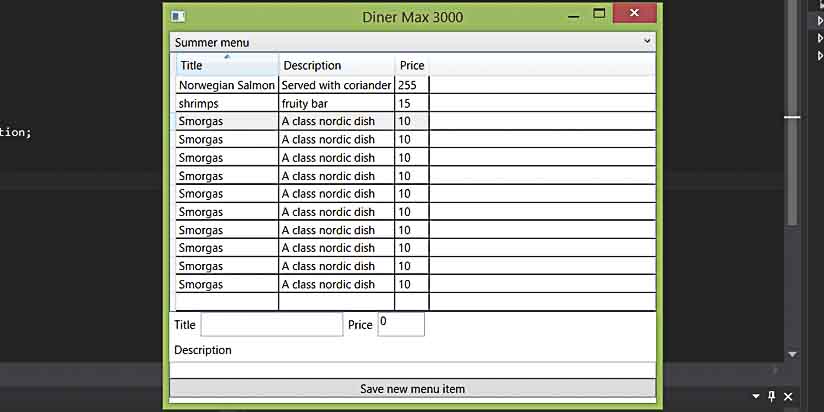 Diner Max 3000
Summer menu
Title Description Price
Norwegian Salmon Served with coriander 255
shrimps fruity bar 15
Smorgas A class nordic dish 10
Smorgas A class nordic dish 10
Smorgas A class nordic dish 10
Smorgas A class nordic dish 10
Smorgas A class nordic dish 10
Smorgas A class nordic dish 10
Smorgas A class nordic dish 10
Smorgas A class nordic dish 10
Smorgas A class nordic dish 10
Smorgas A class nordic dish 10
tion;
Title Price 0
Description
Save new menu item